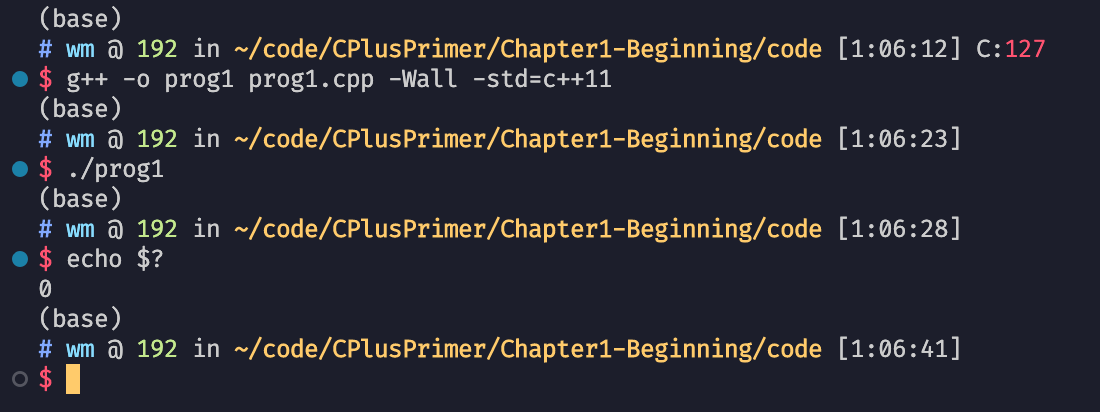 (base)
# wm @ 192 in ~/code/CPlusPrimer/Chapter1-Beginning/code [1:06:12] C:127
$ g++ -o prog1 prog1.cpp -Wall -std=c++11
(base)
# wm @ 192 in ~/code/CPlusPrimer/Chapter1-Beginning/code [1:06:23]
$ ./prog1
(base)
# wm @ 192 in ~/code/CPlusPrimer/Chapter1-Beginning/code [1:06:28]
$ echo $?
0
(base)
# wm @ 192 in ~/code/CPlusPrimer/Chapter1-Beginning/code [1:06:41]
$